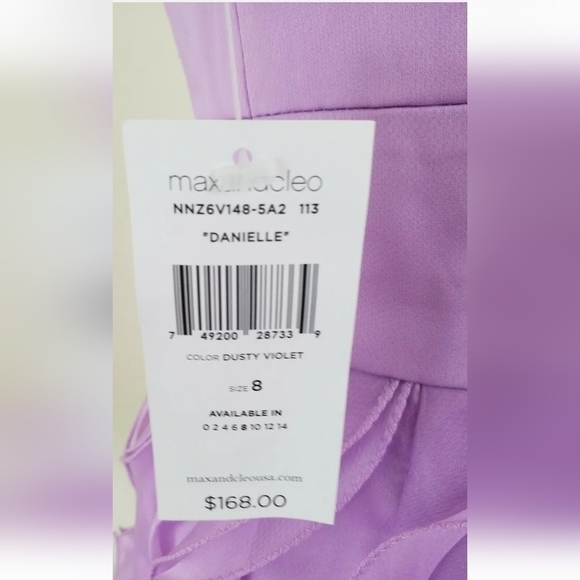 maxandcleo
NNZ6V148-5A2 113
"DANIELLE"
7 49200 28733 9
COLOR DUSTY VIOLET
SIZE 8
AVAILABLE IN
0 2 4 6 8 10 12 14
maxandcleousa.com
$168.00